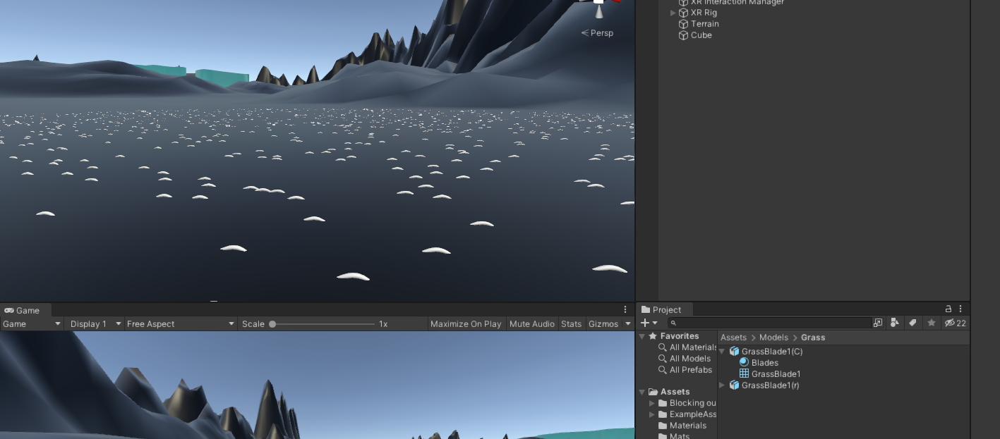 XR Interaction Manager
XR Rig
Terrain
Cube
Persp
Game
Game Display 1 Free Aspect Scale 1x Maximize On Play Mute Audio Stats Gizmos
Project
22
Favorites
All Materials
All Models
All Prefabs
Assets
Blocking ou
ExampleAss
Materials
Mats
Assets > Models > Grass
GrassBlade1(C)
Blades
GrassBlade1
GrassBlade1(r)